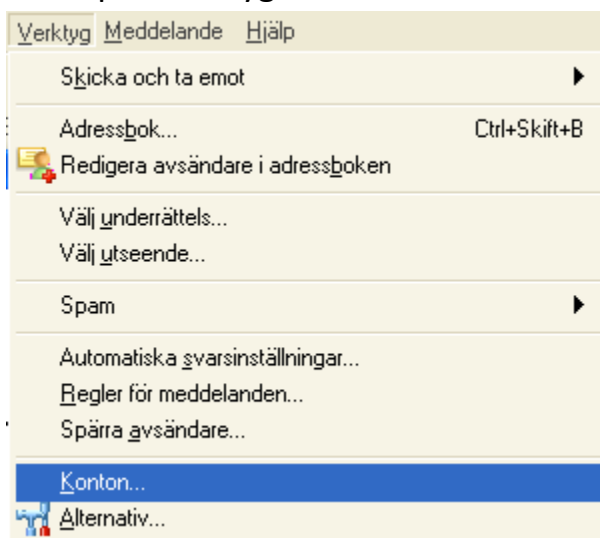 Verktyg Meddelande Hjälp
Skicka och ta emot
Adressbok... Ctrl+Skift+B
Redigera avsändare i adressboken
Välj underrättels...
Välj utseende...
Spam
Automatiska svarsinställningar...
Regler för meddelanden...
Spärra avsändare...
Konton...
Alternativ...